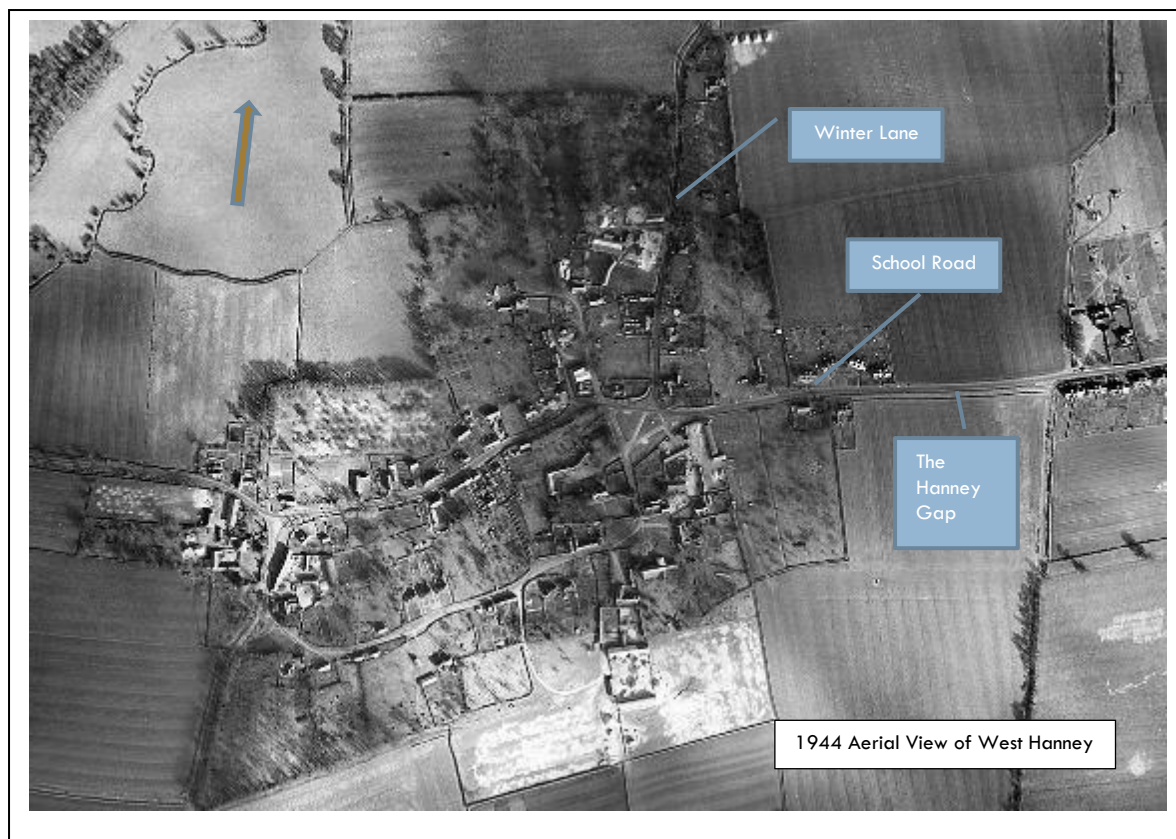 Winter Lane
School Road
The
Hanney
Gap
1944 Aerial View of West Hanney